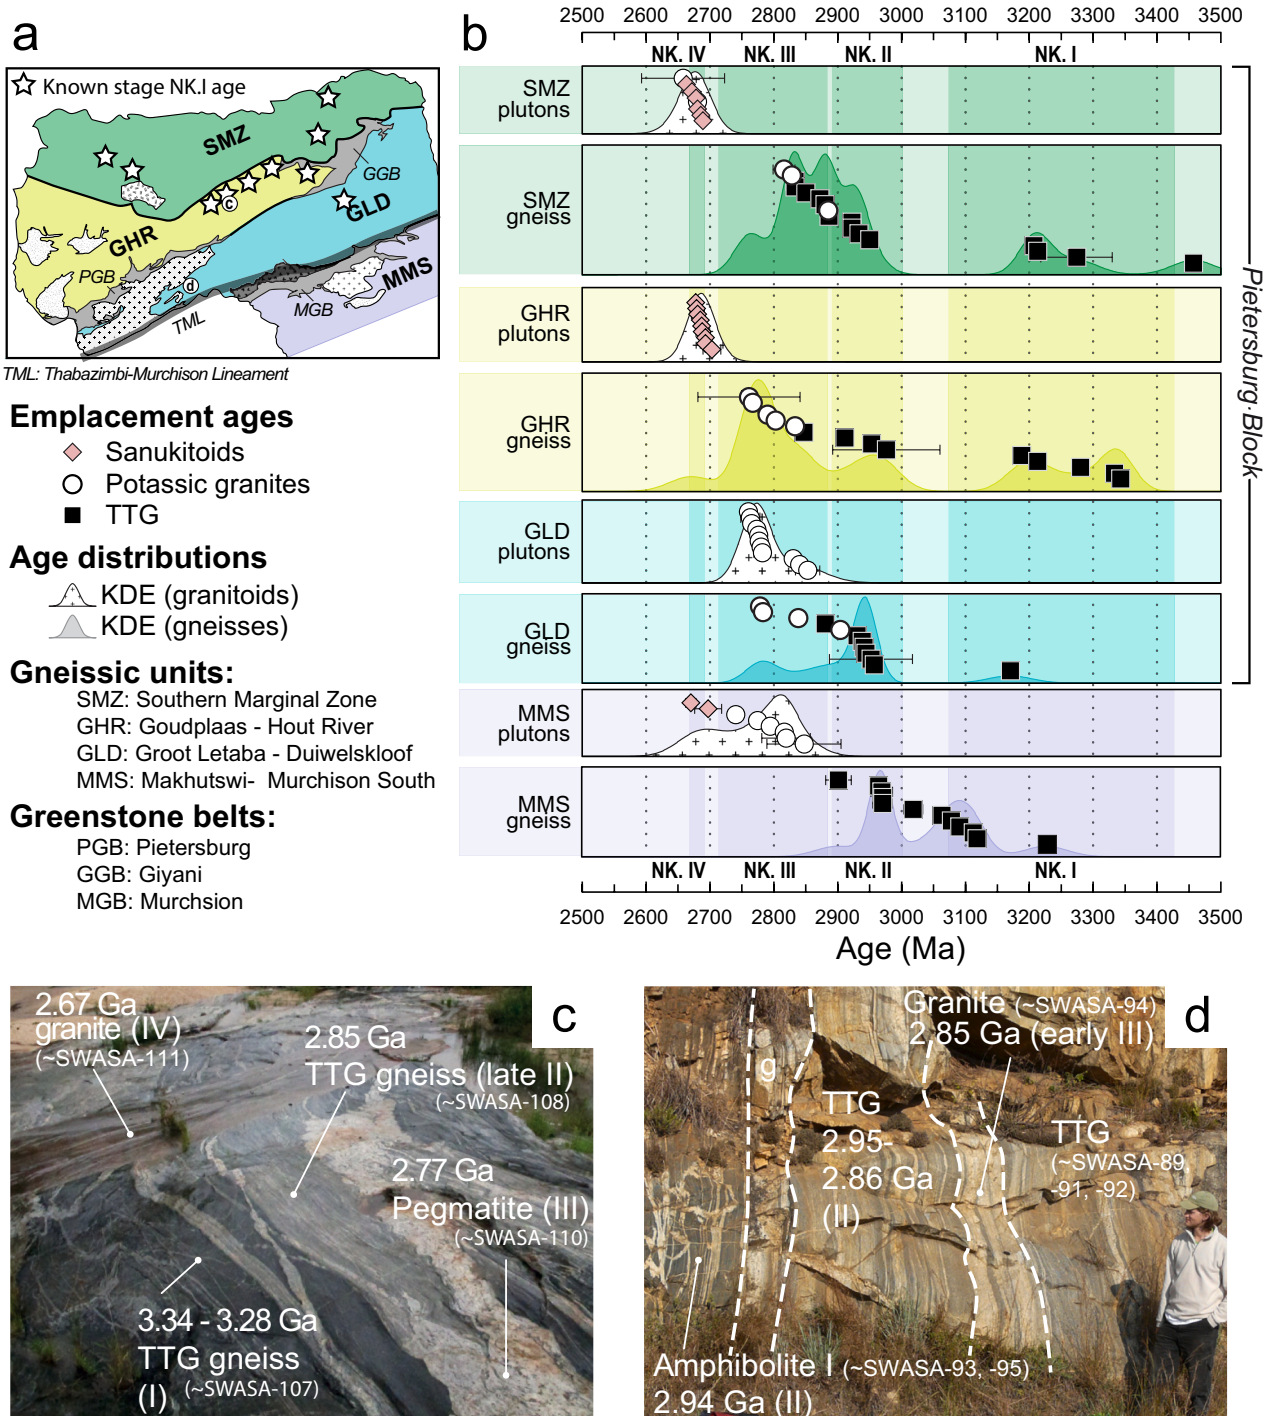 a
Known stage NK.I age
SMZ
GGB
GLD
GHR
PGB
MMS
MGB
TML
c
d
TML: Thabazimbi-Murchison Lineament
Emplacement ages
Sanukitoids
Potassic granites
TTG
Age distributions
KDE (granitoids)
KDE (gneisses)
Gneissic units:
SMZ: Southern Marginal Zone
GHR: Goudplaas - Hout River
GLD: Groot Letaba - Duiwelskloof
MMS: Makhutswi-  Murchison South
Greenstone belts:
PGB: Pietersburg
GGB: Giyani
MGB: Murchsion
b
2500 2600 2700 2800 2900 3000 3100 3200 3300 3400 3500
NK. IV NK. III NK. II NK. I
SMZ
plutons
SMZ
gneiss
GHR
plutons
GHR
gneiss
GLD
plutons
GLD
gneiss
MMS
plutons
MMS
gneiss
Pietersburg·Block
NK. IV NK. III NK. II NK. I
2500 2600 2700 2800 2900 3000 3100 3200 3300 3400 3500
Age (Ma)
c
2.67 Ga
granite (IV)
(~SWASA-111)
2.85 Ga
TTG gneiss (late II)
(~SWASA-108)
2.77 Ga
Pegmatite (III)
(~SWASA-110)
3.34 - 3.28 Ga
TTG gneiss
(I) (~SWASA-107)
d
Granite (~SWASA-94)
2.85 Ga (early III)
g
TTG
2.95-
2.86 Ga
(II)
TTG
(~SWASA-89,
-91, -92)
Amphibolite I (~SWASA-93, -95)
2.94 Ga (II)